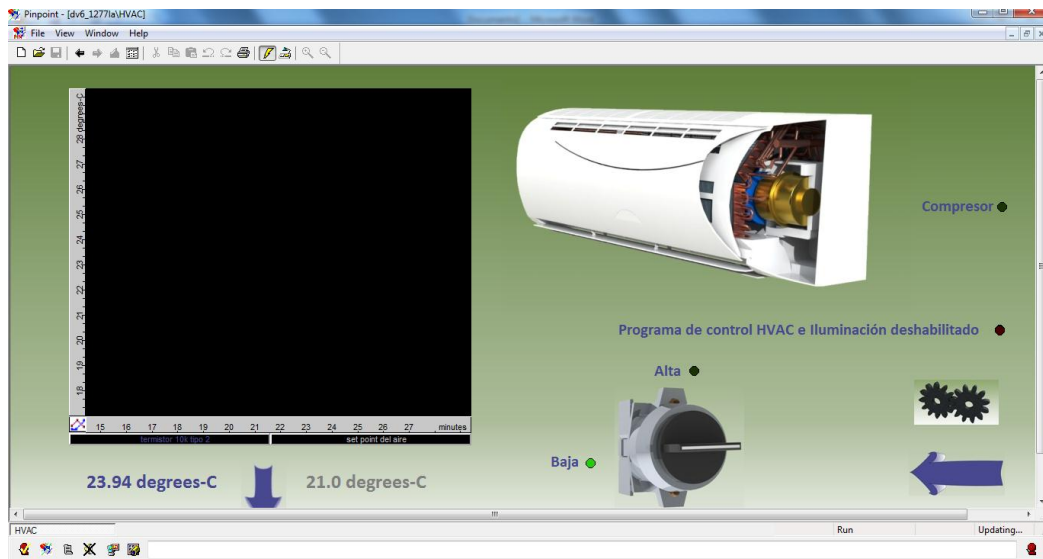 Pinpoint - [dv6_1277la\HVAC]
File View Window Help
28 degrees-C
27
26
25
24
23
22
21
20
19
18
15 16 17 18 19 20 21 22 23 24 25 26 27 minutes
termistor 10k tipo 2 set point del aire
23.94 degrees-C 21.0 degrees-C
Compresor
Programa de control HVAC e Iluminación deshabilitado
Alta
Baja
HVAC Run Updating...